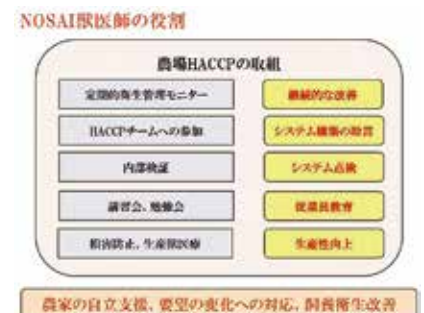 NOSAI獣医師の役割
農場HACCPの取組
定期的衛生管理モニター
継続的な改善
HACCPチームへの参加
システム構築の助言
内部検証
システム点検
講習会、勉強会
従業員教育
損害防止、生産獣医療
生産性向上
農家の自立支援、要望の変化への対応、飼養衛生改善